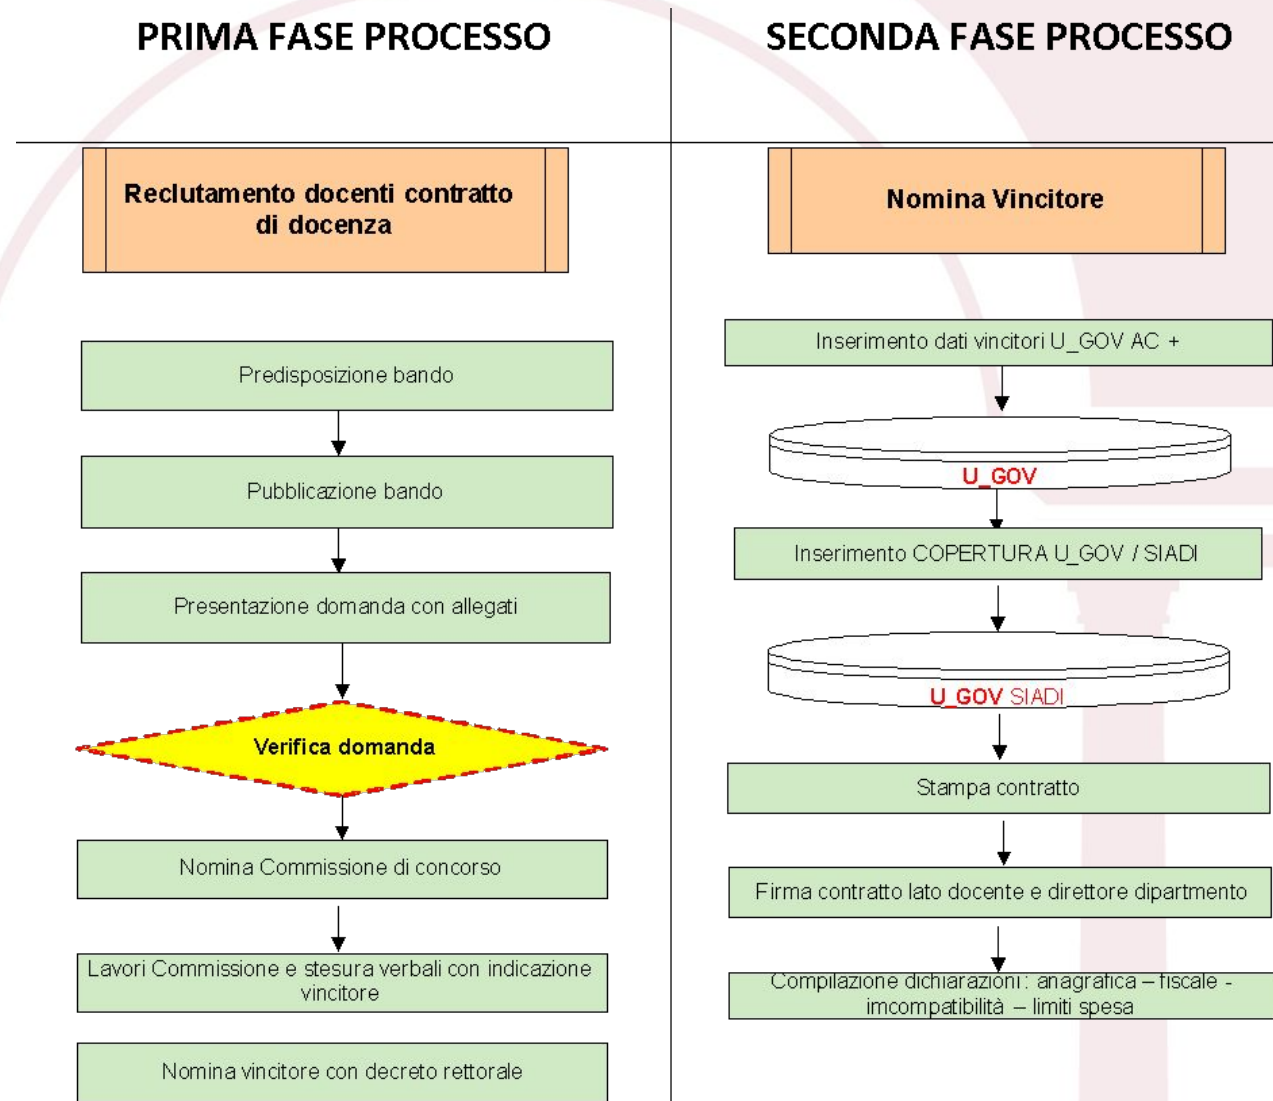 PRIMA FASE PROCESSO
SECONDA FASE PROCESSO
Reclutamento docenti contratto
di docenza
Predisposizione bando
Pubblicazione bando
Presentazione domanda con allegati
Verifica domanda
Nomina Commissione di concorso
Lavori Commissione e stesura verbali con indicazione
vincitore
Nomina vincitore con decreto rettorale
Nomina Vincitore
Inserimento dati vincitori U_GOV AC +
U_GOV
Inserimento COPERTURA U_GOV / SIADI
U_GOV SIADI
Stampa contratto
Firma contratto lato docente e direttore dipartmento
Compilazione dichiarazioni : anagrafica – fiscale -
imcompatibilità – limiti spesa